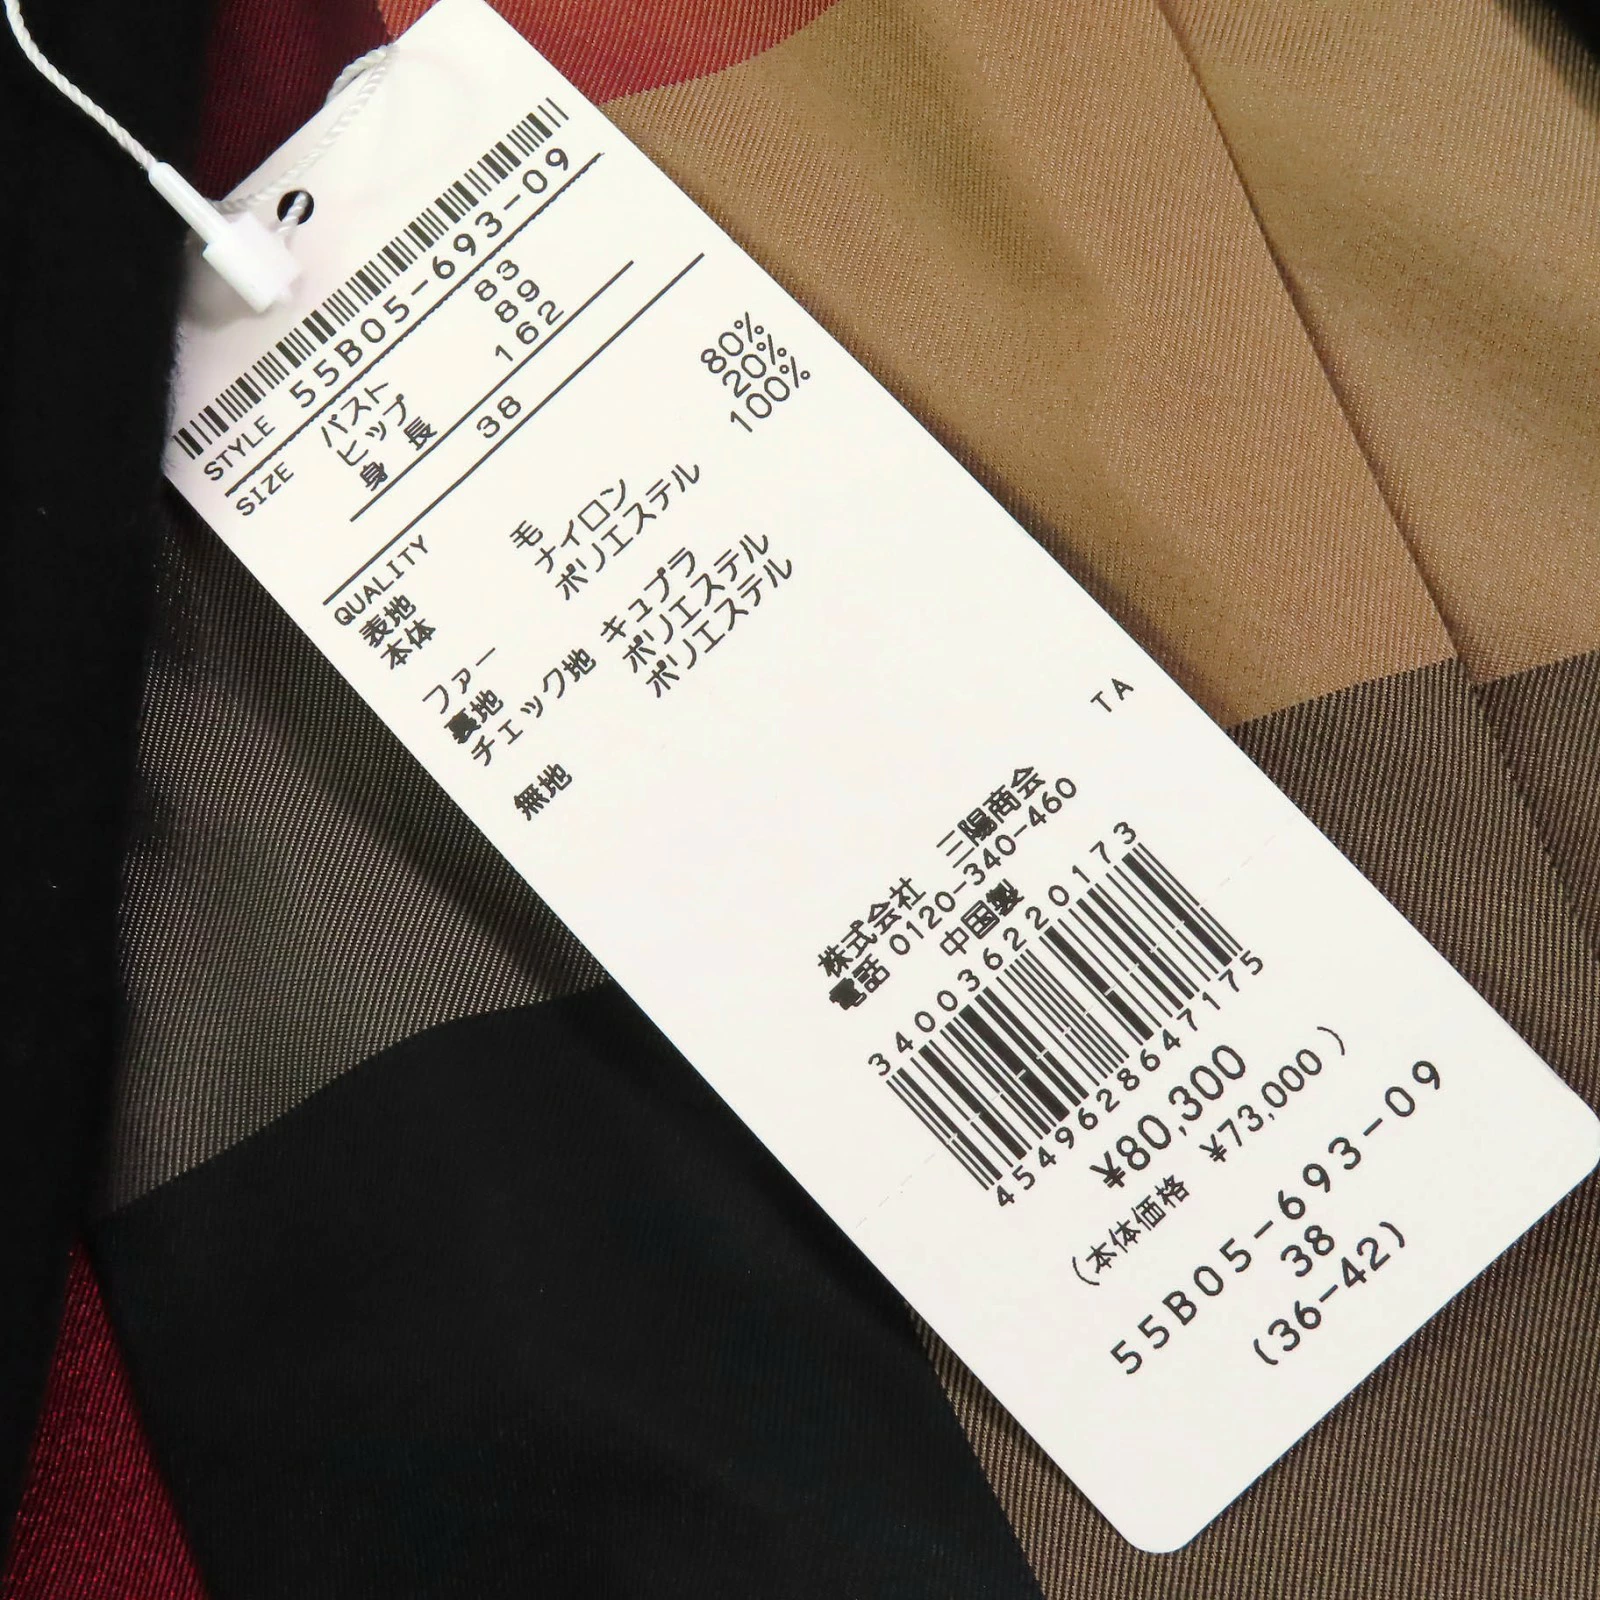 STYLE 55B05-693-09
SIZE バスト 83
ヒップ 89
身長 162
38
QUALITY
表地 毛 80%
本体 ナイロン 20%
ファー ポリエステル 100%
裏地
チェック地 キュプラ
ポリエステル
無地 ポリエステル
TA
株式会社 三陽商会
電話 0120-340-460
中国製
3400362220173
4549628647175
¥80,300
(本体価格 ¥73,000)
55B05-693-09
38
(36-42)